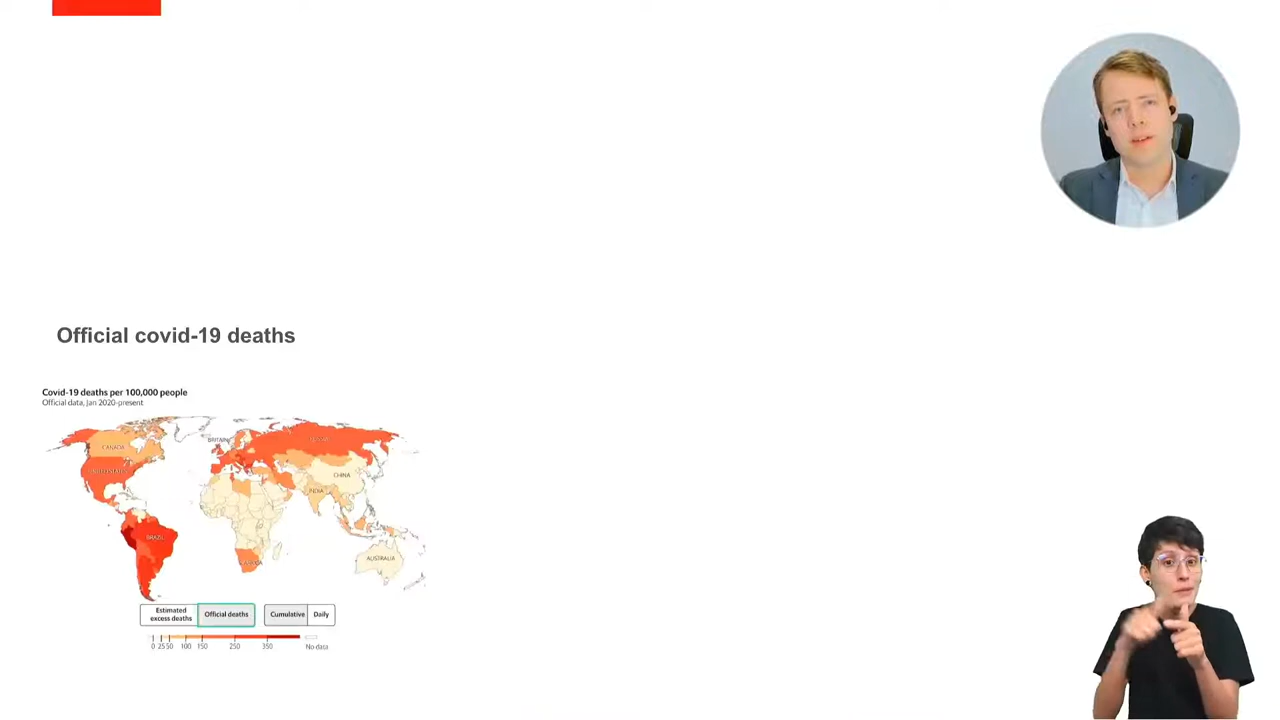 Official covid-19 deaths
Covid-19 deaths per 100,000 people
Official data, Jan 2020-present
CANADA
BRITAIN
RUSSIA
UNITED STATES
CHINA
INDIA
BRAZIL
AUSTRALIA
Estimated
excess deaths
Official deaths
Cumulative
Daily
0 25 50 100 150 250 350 No data